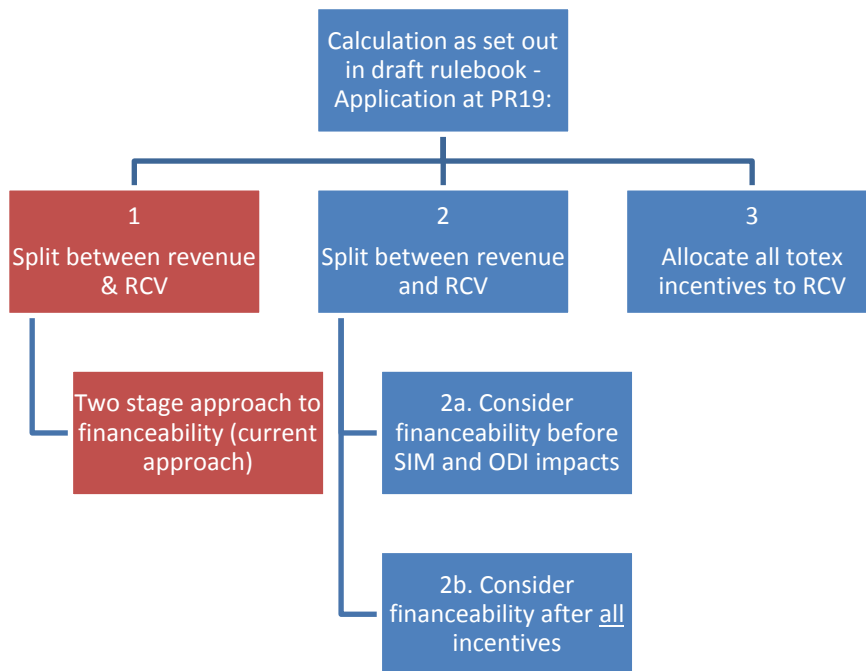 Calculation as set out
in draft rulebook -
Application at PR19:
1
Split between revenue
& RCV
2
Split between revenue
and RCV
3
Allocate all totex
incentives to RCV
Two stage approach to
financeability (current
approach)
2a. Consider
financeability before
SIM and ODI impacts
2b. Consider
financeability after all
incentives